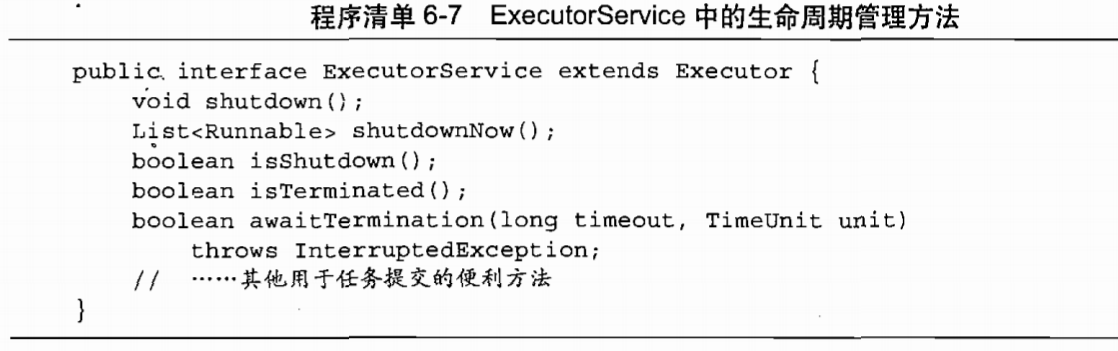 程序清单 6-7 ExecutorService 中的生命周期管理方法
public interface ExecutorService extends Executor {
    void shutdown();
    List<Runnable> shutdownNow();
    boolean isShutdown();
    boolean isTerminated();
    boolean awaitTermination(long timeout, TimeUnit unit)
        throws InterruptedException;
    // ……其他用于任务提交的便利方法
}